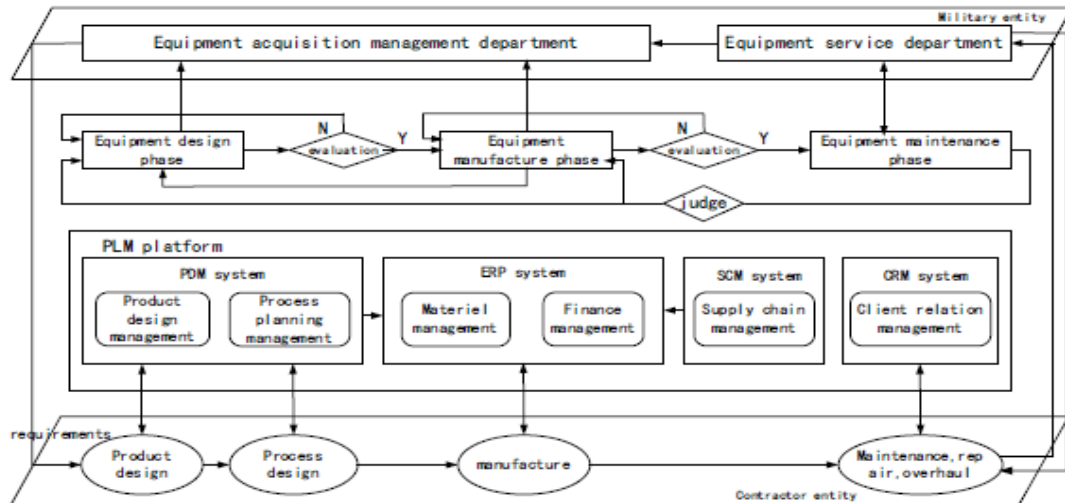 Military entity
Equipment acquisition management department
Equipment service department
N
N
Equipment design
phase
evaluation
Y
Equipment
manufacture phase
evaluation
Y
Equipment maintenance
phase
judge
PLM platform
PDM system
ERP system
SCM system
CRM system
Product
design
management
Process
planning
management
Materiel
management
Finance
management
Supply chain
management
Client relation
management
requirements
Product
design
Process
design
manufacture
Maintenance,rep
air,overhaul
Contractor entity